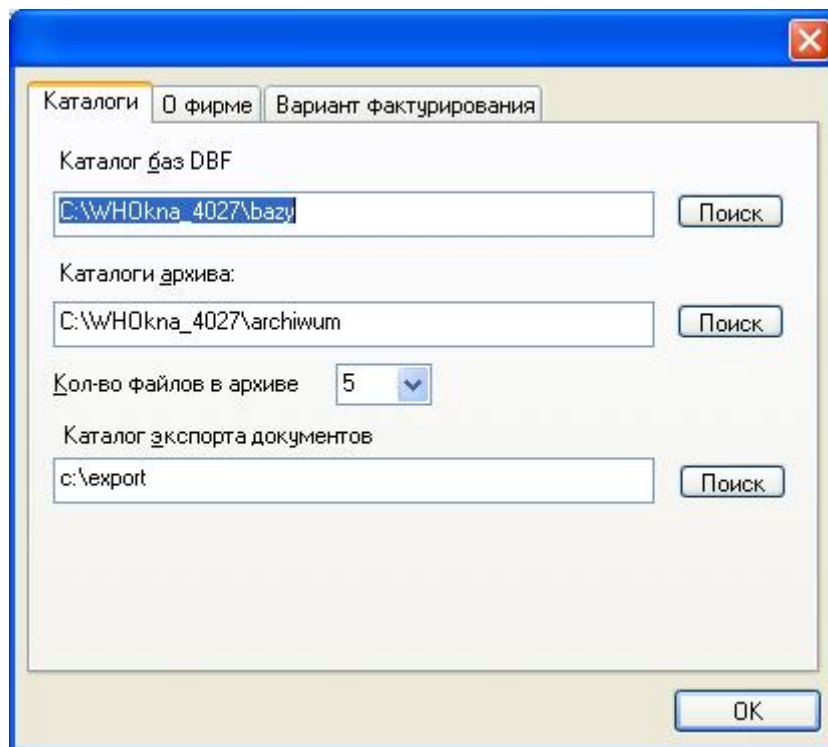 Каталоги О фирме Вариант фактурирования
Каталог баз DBF
C:\WHOkna_4027\bazy Поиск
Каталоги архива:
C:\WHOkna_4027\archiwum Поиск
Кол-во файлов в архиве 5
Каталог экспорта документов
c:\export Поиск
OK